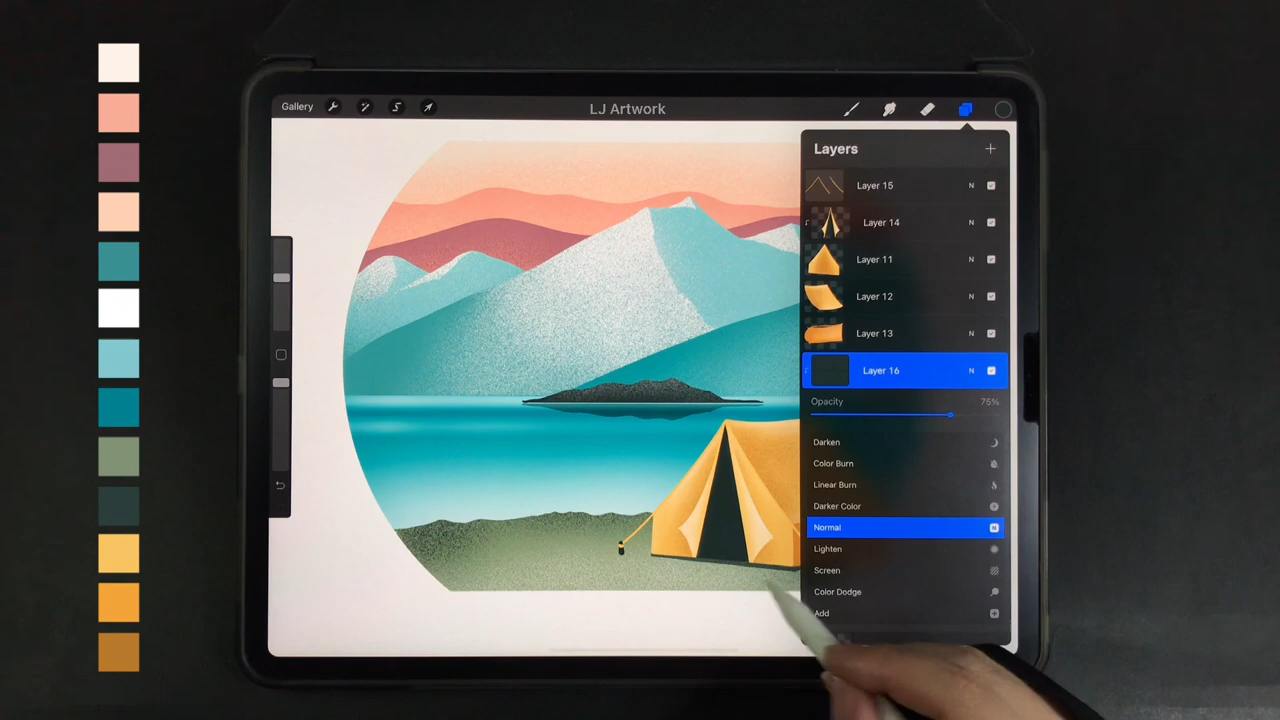 Gallery
LJ Artwork
Layers
Layer 15 N
Layer 14 N
Layer 11 N
Layer 12 N
Layer 13 N
Layer 16 N
Opacity 75%
Darken
Color Burn
Linear Burn
Darker Color
Normal N
Lighten
Screen
Color Dodge
Add